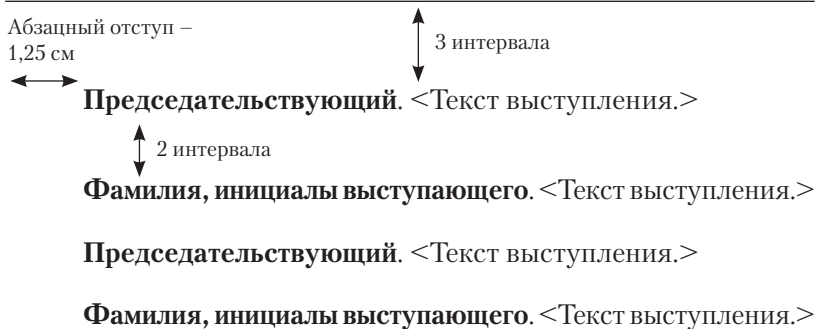 Абзацный отступ –
1,25 см
3 интервала
Председательствующий. <Текст выступления.>
2 интервала
Фамилия, инициалы выступающего. <Текст выступления.>
Председательствующий. <Текст выступления.>
Фамилия, инициалы выступающего. <Текст выступления.>